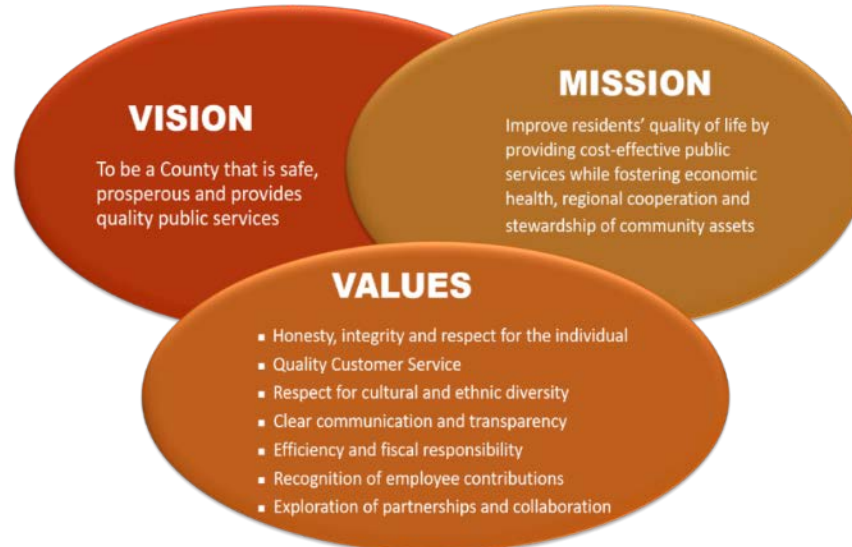 VISION
To be a County that is safe,
prosperous and provides
quality public services
MISSION
Improve residents’ quality of life by
providing cost-effective public
services while fostering economic
health, regional cooperation and
stewardship of community assets
VALUES
▪ Honesty, integrity and respect for the individual
▪ Quality Customer Service
▪ Respect for cultural and ethnic diversity
▪ Clear communication and transparency
▪ Efficiency and fiscal responsibility
▪ Recognition of employee contributions
▪ Exploration of partnerships and collaboration